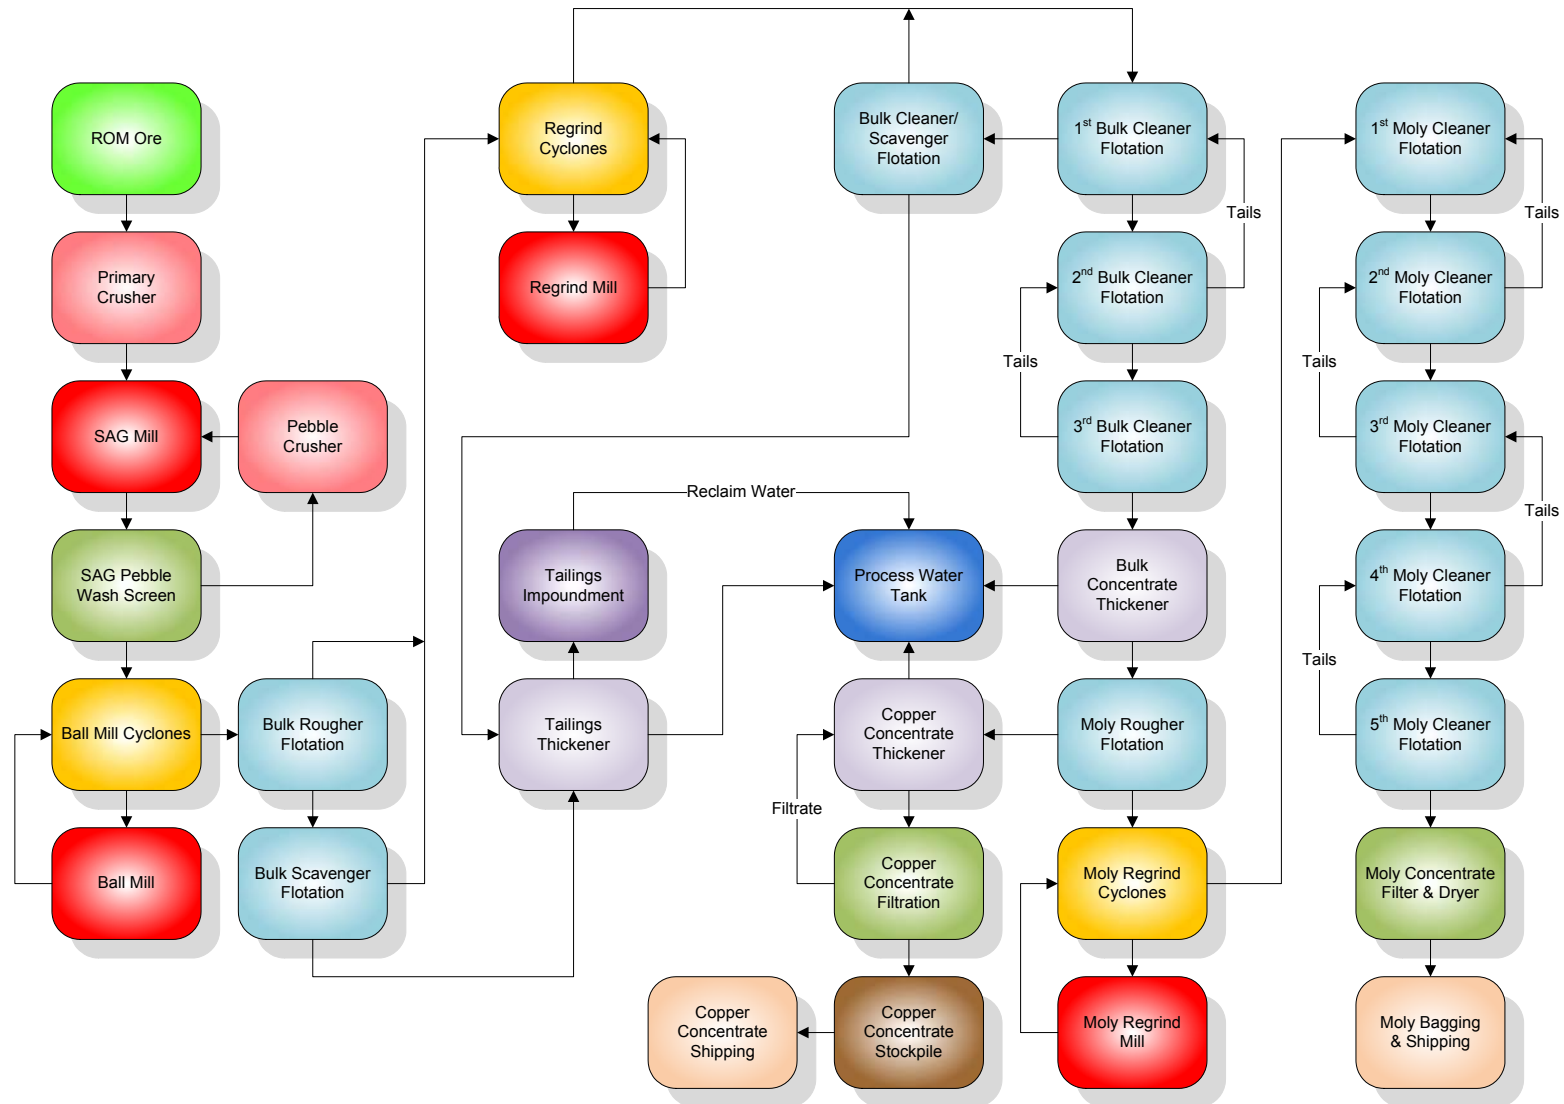 ROM Ore
Primary
Crusher
SAG Mill
Pebble
Crusher
SAG Pebble
Wash Screen
Ball Mill Cyclones
Ball Mill
Bulk Rougher
Flotation
Bulk Scavenger
Flotation
Regrind
Cyclones
Regrind Mill
Reclaim Water
Tailings
Impoundment
Tailings
Thickener
Bulk Cleaner/
Scavenger
Flotation
Process Water
Tank
Copper
Concentrate
Thickener
Filtrate
Copper
Concentrate
Filtration
Copper
Concentrate
Stockpile
Copper
Concentrate
Shipping
1st Bulk Cleaner
Flotation
Tails
2nd Bulk Cleaner
Flotation
Tails
3rd Bulk Cleaner
Flotation
Bulk
Concentrate
Thickener
Moly Rougher
Flotation
Moly Regrind
Cyclones
Moly Regrind
Mill
1st Moly Cleaner
Flotation
Tails
2nd Moly Cleaner
Flotation
Tails
3rd Moly Cleaner
Flotation
Tails
4th Moly Cleaner
Flotation
Tails
5th Moly Cleaner
Flotation
Moly Concentrate
Filter & Dryer
Moly Bagging
& Shipping